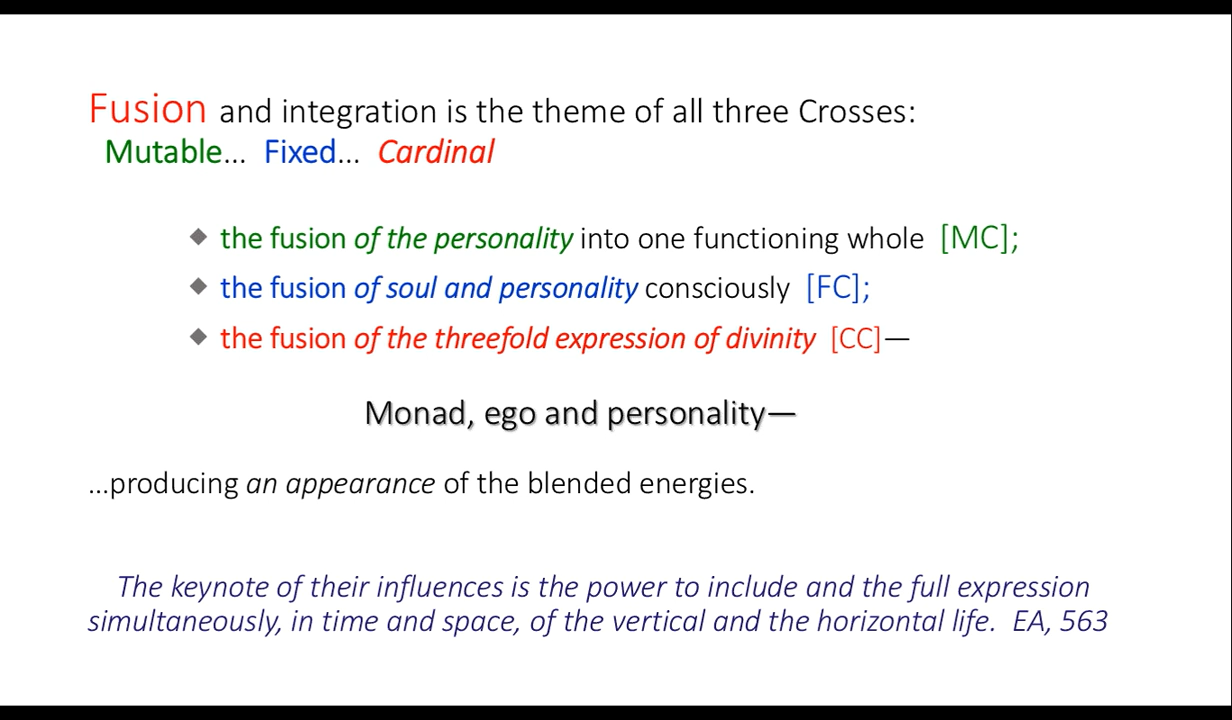 Fusion and integration is the theme of all three Crosses:
Mutable... Fixed... Cardinal
◆ the fusion of the personality into one functioning whole [MC];
◆ the fusion of soul and personality consciously [FC];
◆ the fusion of the threefold expression of divinity [CC]—
Monad, ego and personality—
...producing an appearance of the blended energies.
The keynote of their influences is the power to include and the full expression
simultaneously, in time and space, of the vertical and the horizontal life. EA, 563